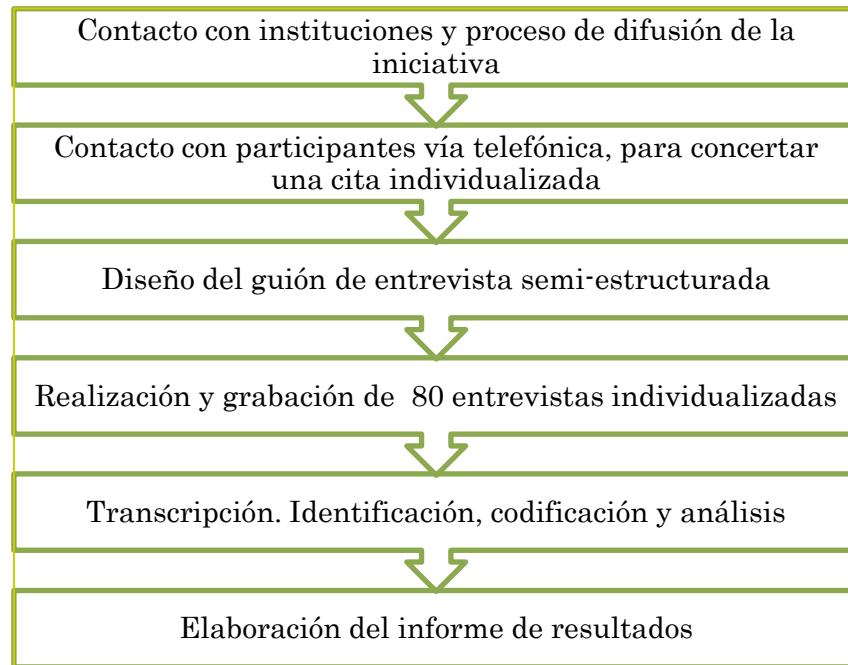 Contacto con instituciones y proceso de difusión de la
iniciativa
Contacto con participantes vía telefónica, para concertar
una cita individualizada
Diseño del guión de entrevista semi-estructurada
Realización y grabación de 80 entrevistas individualizadas
Transcripción. Identificación, codificación y análisis
Elaboración del informe de resultados